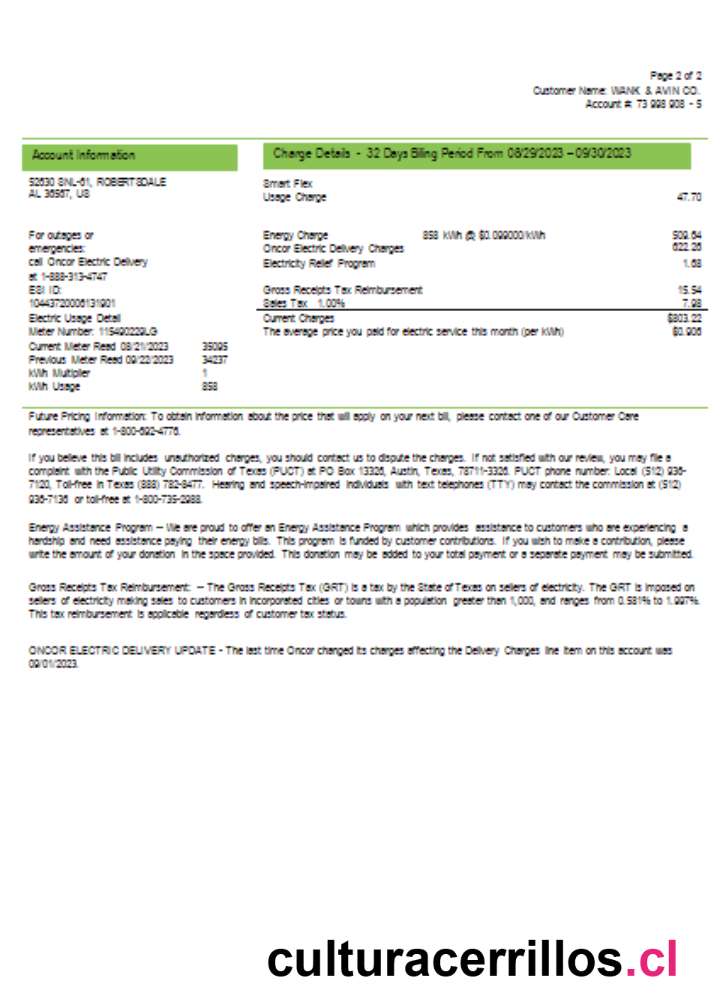 Page 2 of 2
Customer Name: WANK & AVIN CO.
Account #: 73 998 908 - 5
Account Information
Charge Details - 32 Days Billing Period From 08/29/2023 – 09/30/2023
52630 SNL-61, ROBERTSDALE
AL 36567, US
Smart Flex
Usage Charge 47.70
For outages or
emergencies:
call Oncor Electric Delivery
at 1-888-313-4747
ESI ID:
10443720006131901
Electric Usage Detail
Meter Number: 115490229LG
Current Meter Read 08/21/2023 35095
Previous Meter Read 09/22/2023 34237
kWh Multiplier 1
kWh Usage 858
Energy Charge 858 kWh @ $0.099000/kWh 509.64
Oncor Electric Delivery Charges 622.26
Electricity Relief Program 1.68
Gross Receipts Tax Reimbursement 15.54
Sales Tax 1.00% 7.98
Current Charges $803.22
The average price you paid for electric service this month (per kWh) $0.906
Future Pricing Information: To obtain information about the price that will apply on your next bill, please contact one of our Customer Care
representatives at 1-800-692-4776.
If you believe this bill includes unauthorized charges, you should contact us to dispute the charges. If not satisfied with our review, you may file a
complaint with the Public Utility Commission of Texas (PUCT) at PO Box 13326, Austin, Texas, 78711-3326. PUCT phone number: Local (512) 936-
7120, Toll-free in Texas (888) 782-8477. Hearing and speech-impaired individuals with text telephones (TTY) may contact the commission at (512)
936-7136 or toll-free at 1-800-735-2988.
Energy Assistance Program – We are proud to offer an Energy Assistance Program which provides assistance to customers who are experiencing a
hardship and need assistance paying their energy bills. This program is funded by customer contributions. If you wish to make a contribution, please
write the amount of your donation in the space provided. This donation may be added to your total payment or a separate payment may be submitted.
Gross Receipts Tax Reimbursement: – The Gross Receipts Tax (GRT) is a tax by the State of Texas on sellers of electricity. The GRT is imposed on
sellers of electricity making sales to customers in incorporated cities or towns with a population greater than 1,000, and ranges from 0.581% to 1.997%.
This tax reimbursement is applicable regardless of customer tax status.
ONCOR ELECTRIC DELIVERY UPDATE - The last time Oncor changed its charges affecting the Delivery Charges line item on this account was
09/01/2023.
culturacerrillos.cl